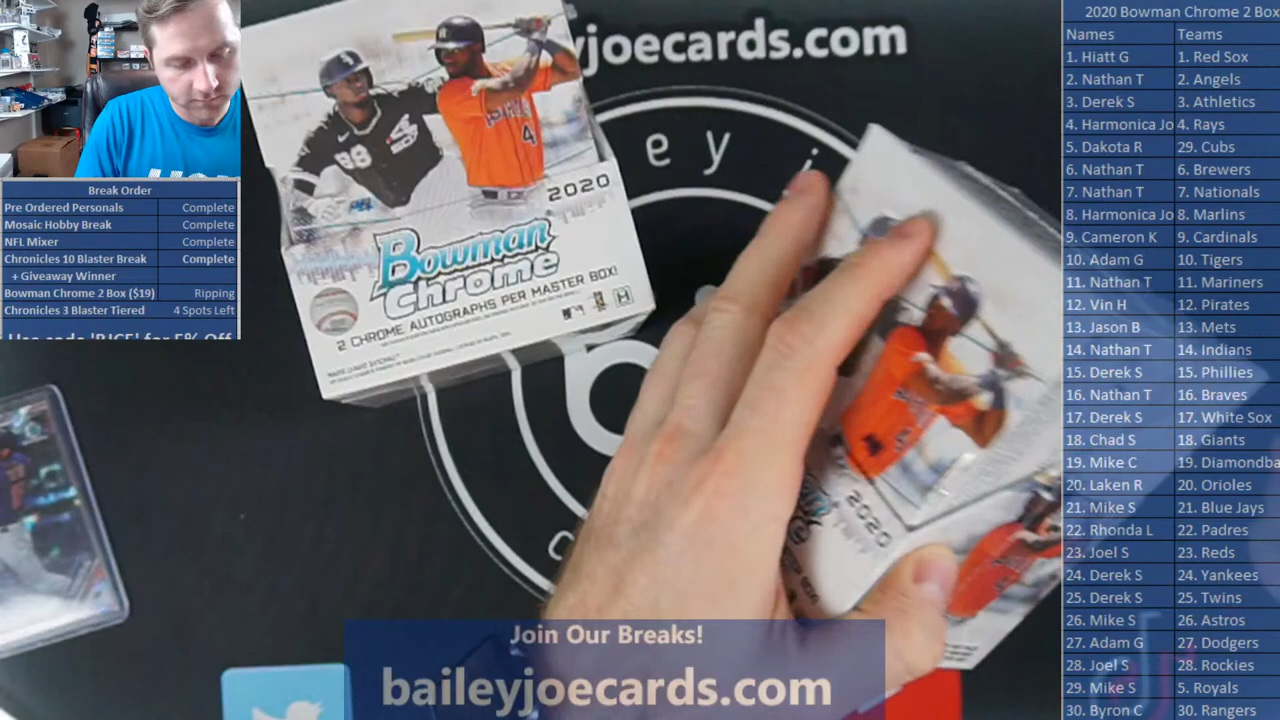 Break Order
Pre Ordered Personals Complete
Mosaic Hobby Break Complete
NFL Mixer Complete
Chronicles 10 Blaster Break Complete
+ Giveaway Winner
Bowman Chrome 2 Box ($19) Ripping
Chronicles 3 Blaster Tiered 4 Spots Left
yjoecards.com
e y
88
4
2020
Bowman
Chrome
2 CHROME AUTOGRAPHS PER MASTER BOX!
2020
Join Our Breaks!
baileyjoecards.com
2020 Bowman Chrome 2 Box
Names Teams
1. Hiatt G 1. Red Sox
2. Nathan T 2. Angels
3. Derek S 3. Athletics
4. Harmonica Jo 4. Rays
5. Dakota R 29. Cubs
6. Nathan T 6. Brewers
7. Nathan T 7. Nationals
8. Harmonica Jo 8. Marlins
9. Cameron K 9. Cardinals
10. Adam G 10. Tigers
11. Nathan T 11. Mariners
12. Vin H 12. Pirates
13. Jason B 13. Mets
14. Nathan T 14. Indians
15. Derek S 15. Phillies
16. Nathan T 16. Braves
17. Derek S 17. White Sox
18. Chad S 18. Giants
19. Mike C 19. Diamondba
20. Laken R 20. Orioles
21. Mike S 21. Blue Jays
22. Rhonda L 22. Padres
23. Joel S 23. Reds
24. Derek S 24. Yankees
25. Derek S 25. Twins
26. Mike S 26. Astros
27. Adam G 27. Dodgers
28. Joel S 28. Rockies
29. Mike S 5. Royals
30. Byron C 30. Rangers